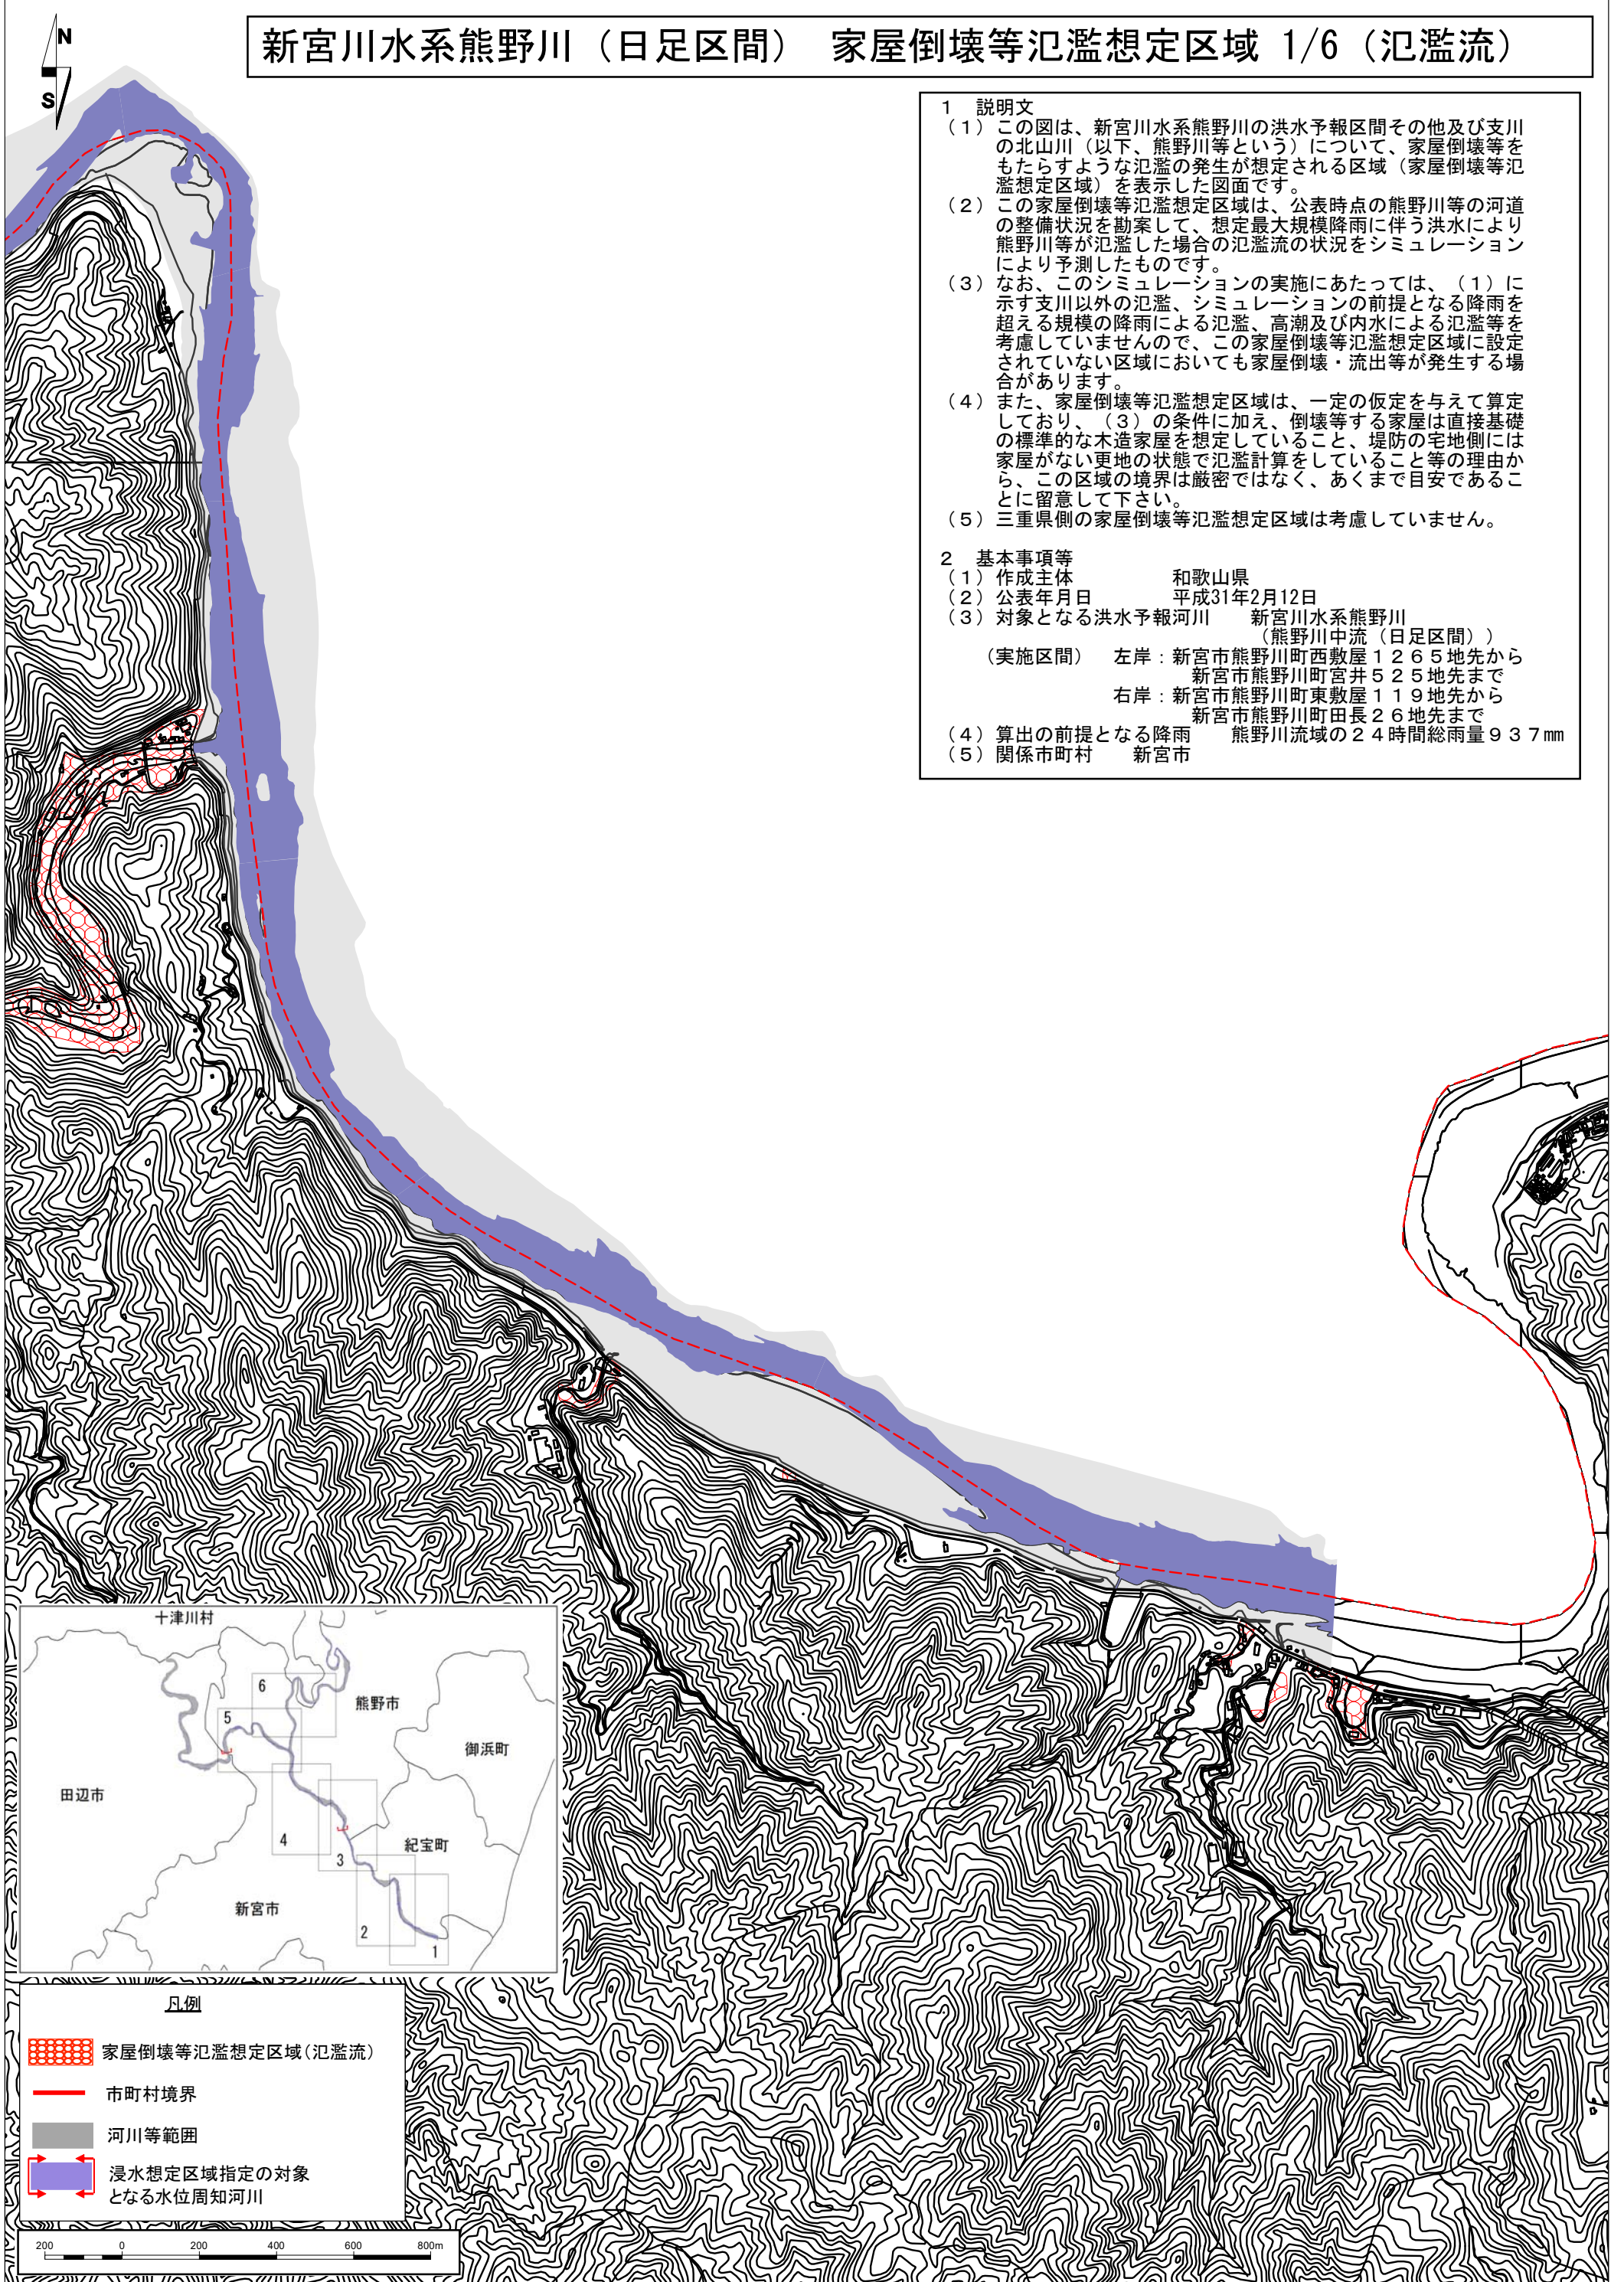 N
S
新宮川水系熊野川（日足区間）　家屋倒壊等氾濫想定区域 1/6（氾濫流）
1　説明文
（１）この図は、新宮川水系熊野川の洪水予報区間その他及び支川
の北山川（以下、熊野川等という）について、家屋倒壊等を
もたらすような氾濫の発生が想定される区域（家屋倒壊等氾
濫想定区域）を表示した図面です。
（２）この家屋倒壊等氾濫想定区域は、公表時点の熊野川等の河道
の整備状況を勘案して、想定最大規模降雨に伴う洪水により
熊野川等が氾濫した場合の氾濫流の状況をシミュレーション
により予測したものです。
（３）なお、このシミュレーションの実施にあたっては、（１）に
示す支川以外の氾濫、シミュレーションの前提となる降雨を
超える規模の降雨による氾濫、高潮及び内水による氾濫等を
考慮していませんので、この家屋倒壊等氾濫想定区域に設定
されていない区域においても家屋倒壊・流出等が発生する場
合があります。
（４）また、家屋倒壊等氾濫想定区域は、一定の仮定を与えて算定
しており、（３）の条件に加え、倒壊等する家屋は直接基礎
の標準的な木造家屋を想定していること、堤防の宅地側には
家屋がない更地の状態で氾濫計算をしていること等の理由か
ら、この区域の境界は厳密ではなく、あくまで目安であるこ
とに留意して下さい。
（５）三重県側の家屋倒壊等氾濫想定区域は考慮していません。
2　基本事項等
（１）作成主体　　　　　和歌山県
（２）公表年月日　　　　平成31年2月12日
（３）対象となる洪水予報河川　　新宮川水系熊野川
（熊野川中流（日足区間））
（実施区間）　左岸：新宮市熊野川町西敷屋１２６５地先から
新宮市熊野川町宮井５２５地先まで
右岸：新宮市熊野川町東敷屋１１９地先から
新宮市熊野川町田長２６地先まで
（４）算出の前提となる降雨　　熊野川流域の２４時間総雨量９３７㎜
（５）関係市町村　　新宮市
十津川村
6
熊野市
5
御浜町
田辺市
4
紀宝町
3
新宮市
2
1
凡例
家屋倒壊等氾濫想定区域(氾濫流)
市町村境界
河川等範囲
浸水想定区域指定の対象
となる水位周知河川
200 0 200 400 600 800m